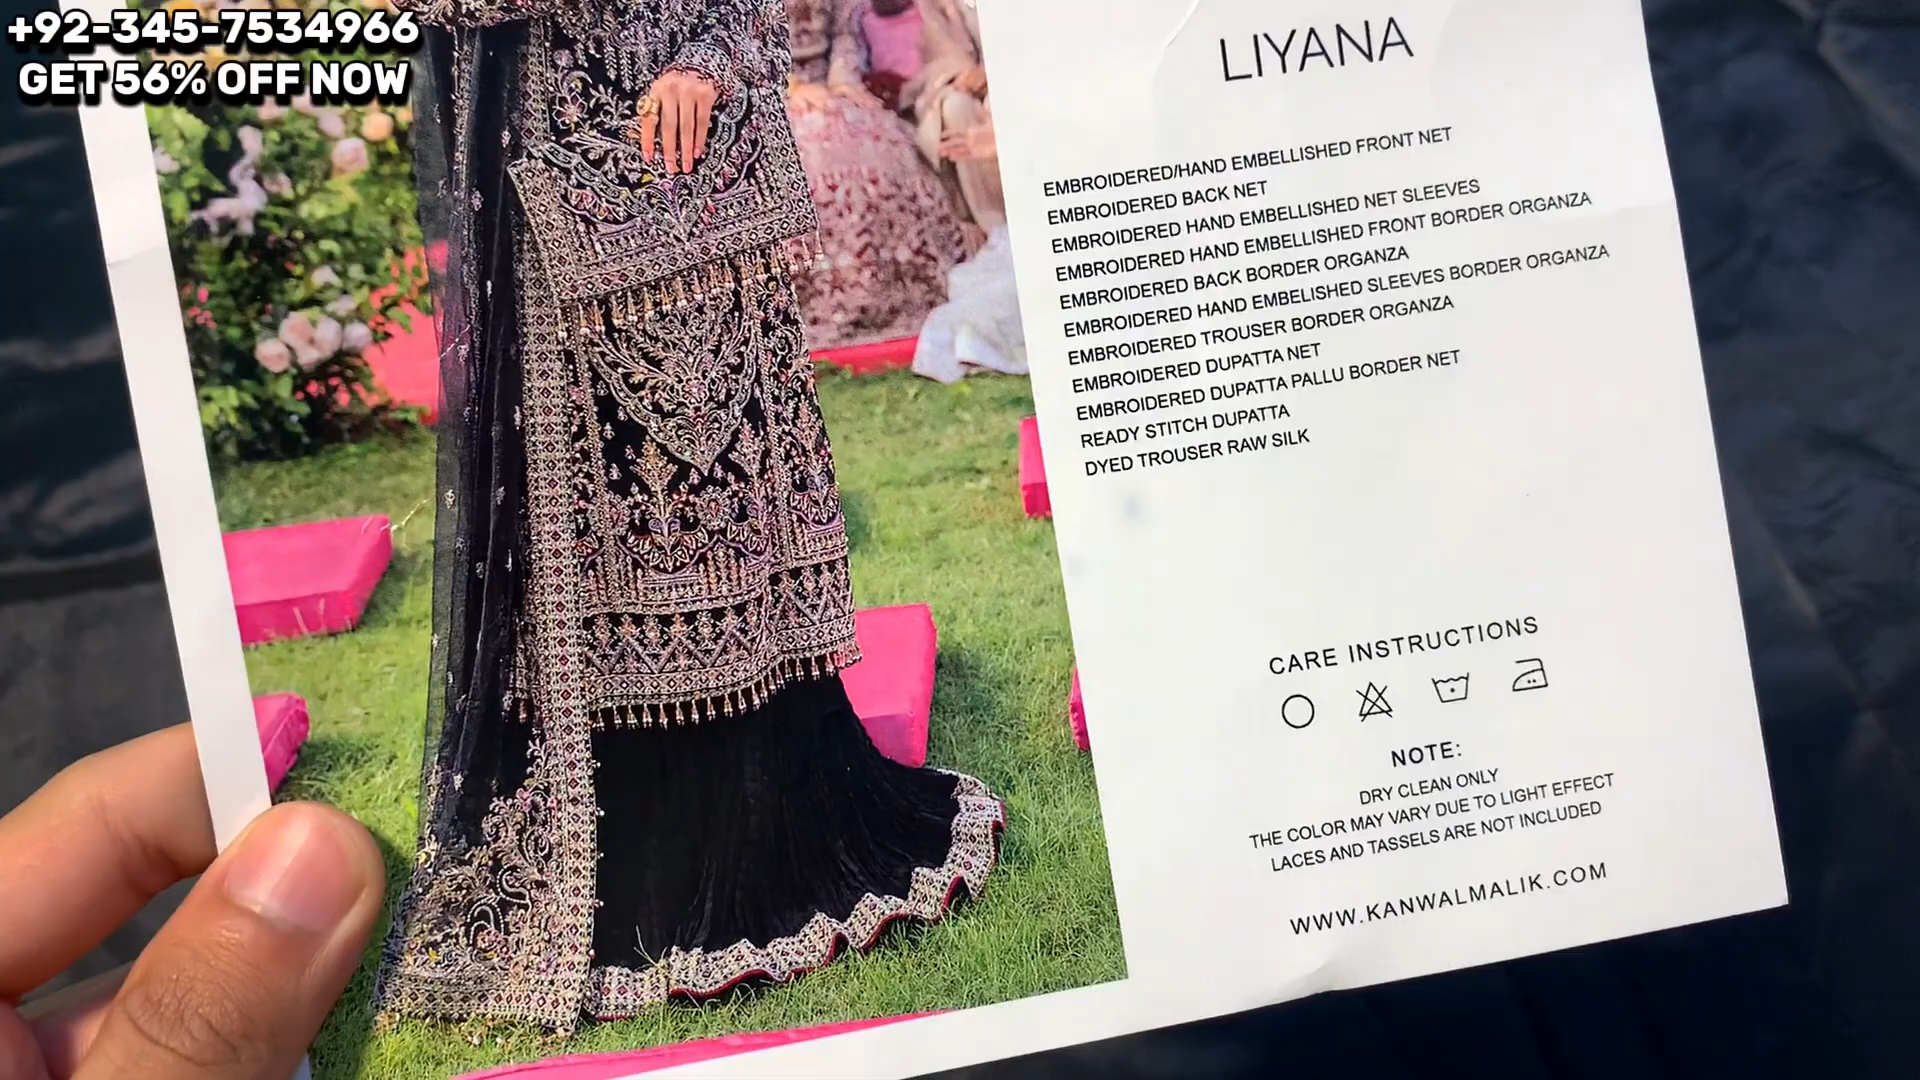 +92-345-7534966
GET 56% OFF NOW
LIYANA
EMBROIDERED/HAND EMBELLISHED FRONT NET
EMBROIDERED BACK NET
EMBROIDERED HAND EMBELLISHED NET SLEEVES
EMBROIDERED HAND EMBELLISHED FRONT BORDER ORGANZA
EMBROIDERED BACK BORDER ORGANZA
EMBROIDERED HAND EMBELISHED SLEEVES BORDER ORGANZA
EMBROIDERED TROUSER BORDER ORGANZA
EMBROIDERED DUPATTA NET
EMBROIDERED DUPATTA PALLU BORDER NET
READY STITCH DUPATTA
DYED TROUSER RAW SILK
CARE INSTRUCTIONS
NOTE:
DRY CLEAN ONLY
THE COLOR MAY VARY DUE TO LIGHT EFFECT
LACES AND TASSELS ARE NOT INCLUDED
WWW.KANWALMALIK.COM